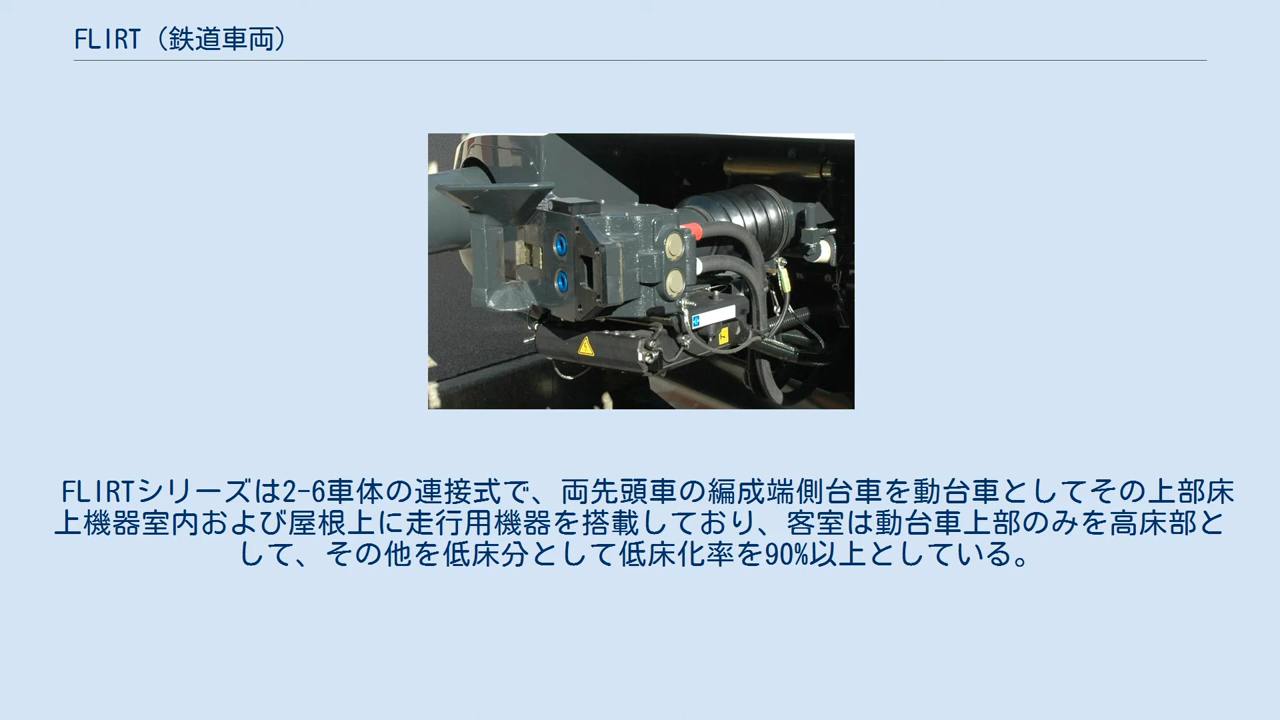 FLIRT（鉄道車両）
FLIRTシリーズは2-6車体の連接式で、両先頭車の編成端側台車を動台車としてその上部床
上機器室内および屋根上に走行用機器を搭載しており、客室は動台車上部のみを高床部と
して、その他を低床分として低床化率を90%以上としている。